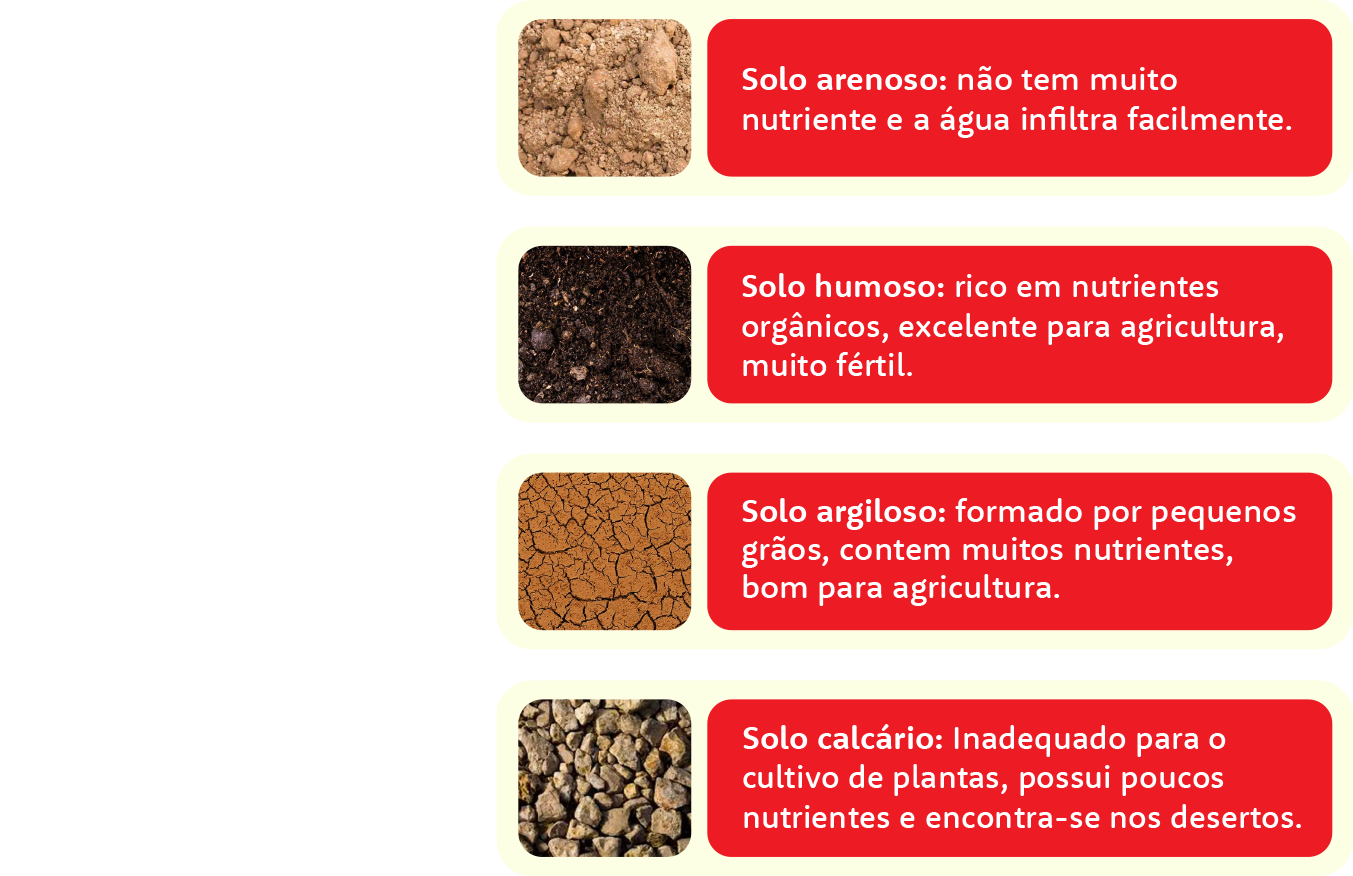 Solo arenoso: não tem muito
nutriente e a água infiltra facilmente.
Solo humoso: rico em nutrientes
orgânicos, excelente para agricultura,
muito fértil.
Solo argiloso: formado por pequenos
grãos, contem muitos nutrientes,
bom para agricultura.
Solo calcário: Inadequado para o
cultivo de plantas, possui poucos
nutrientes e encontra-se nos desertos.